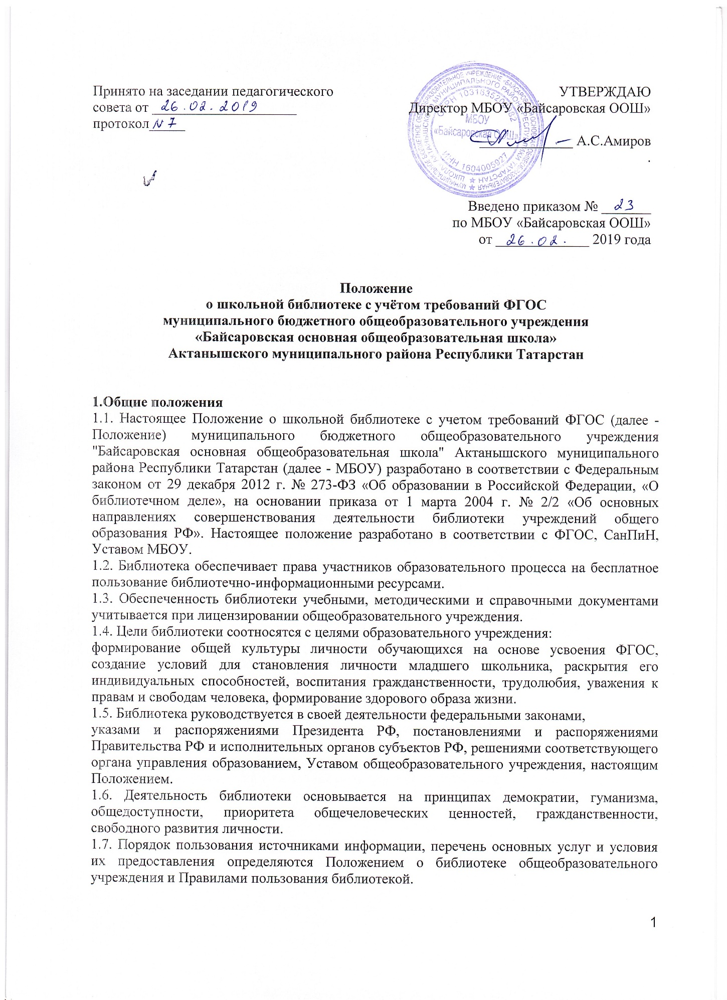 Принято на заседании педагогического
совета от 26.02.2019
протокол №7
УТВЕРЖДАЮ
Директор МБОУ «Байсаровская ООШ»
А.С.Амиров
.
МБОУ
«Байсаровская ООШ»
ИНН 1604005927
Введено приказом № 23
по МБОУ «Байсаровская ООШ»
от 26.02. 2019 года
Положение
о школьной библиотеке с учётом требований ФГОС
муниципального бюджетного общеобразовательного учреждения
«Байсаровская основная общеобразовательная школа»
Актанышского муниципального района Республики Татарстан
1.Общие положения
1.1. Настоящее Положение о школьной библиотеке с учетом требований ФГОС (далее -
Положение) муниципального бюджетного общеобразовательного учреждения
"Байсаровская основная общеобразовательная школа" Актанышского муниципального
района Республики Татарстан (далее - МБОУ) разработано в соответствии с Федеральным
законом от 29 декабря 2012 г. № 273-ФЗ «Об образовании в Российской Федерации, «О
библиотечном деле», на основании приказа от 1 марта 2004 г. № 2/2 «Об основных
направлениях совершенствования деятельности библиотеки учреждений общего
образования РФ». Настоящее положение разработано в соответствии с ФГОС, СанПиН,
Уставом МБОУ.
1.2. Библиотека обеспечивает права участников образовательного процесса на бесплатное
пользование библиотечно-информационными ресурсами.
1.3. Обеспеченность библиотеки учебными, методическими и справочными документами
учитывается при лицензировании общеобразовательного учреждения.
1.4. Цели библиотеки соотносятся с целями образовательного учреждения:
формирование общей культуры личности обучающихся на основе усвоения ФГОС,
создание условий для становления личности младшего школьника, раскрытия его
индивидуальных способностей, воспитания гражданственности, трудолюбия, уважения к
правам и свободам человека, формирование здорового образа жизни.
1.5. Библиотека руководствуется в своей деятельности федеральными законами,
указами и распоряжениями Президента РФ, постановлениями и распоряжениями
Правительства РФ и исполнительных органов субъектов РФ, решениями соответствующего
органа управления образованием, Уставом общеобразовательного учреждения, настоящим
Положением.
1.6. Деятельность библиотеки основывается на принципах демократии, гуманизма,
общедоступности, приоритета общечеловеческих ценностей, гражданственности,
свободного развития личности.
1.7. Порядок пользования источниками информации, перечень основных услуг и условия
их предоставления определяются Положением о библиотеке общеобразовательного
учреждения и Правилами пользования библиотекой.
1